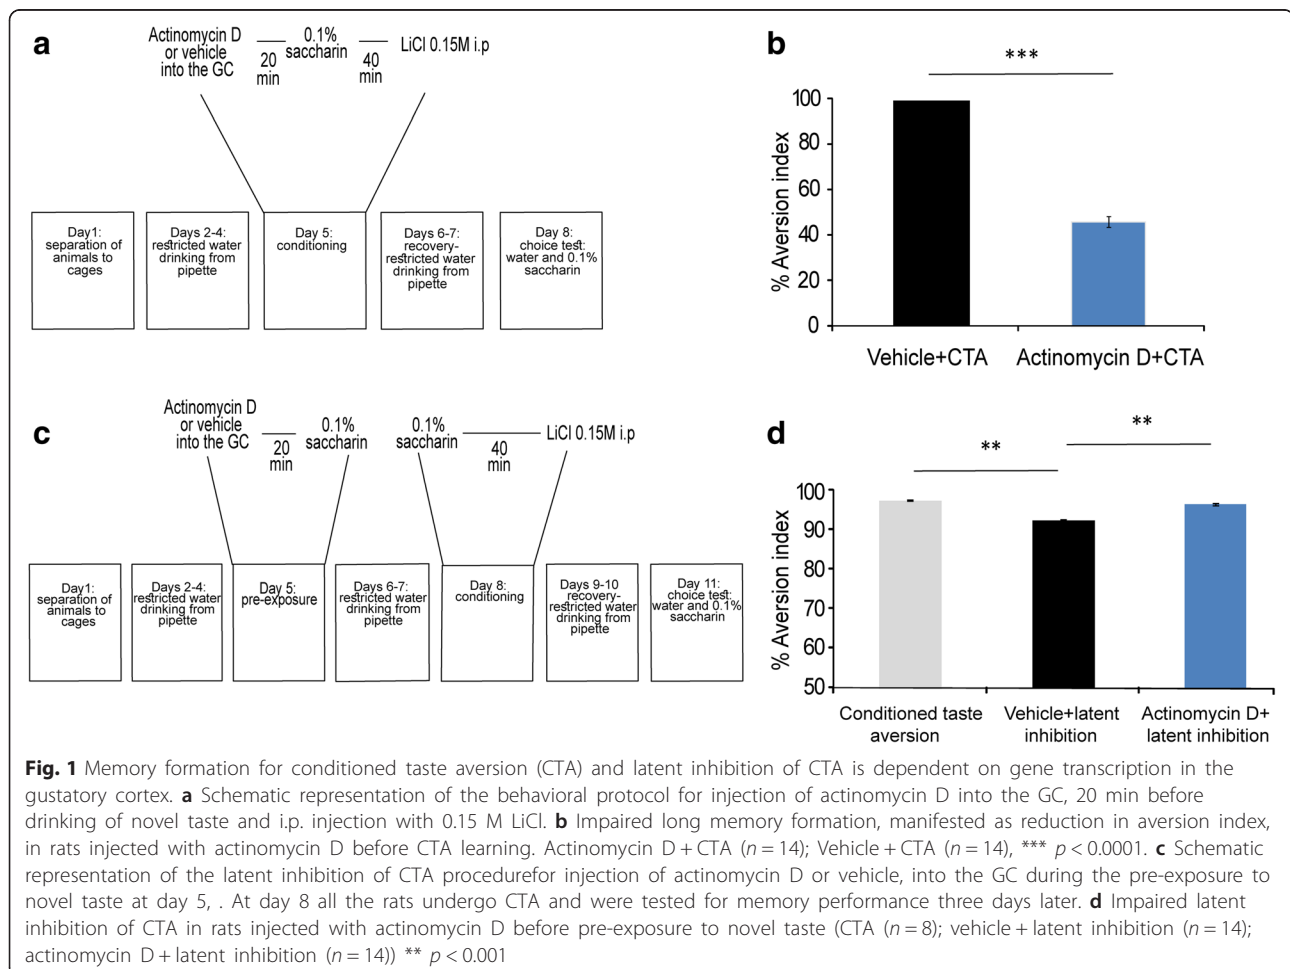 a
Actinomycin D
or vehicle
into the GC
20
min
0.1%
saccharin
40
min
LiCl 0.15M i.p
Day1:
separation of
animals to
cages
Days 2-4:
restricted water
drinking from
pipette
Day 5:
conditioning
Days 6-7:
recovery-
restricted water
drinking from
pipette
Day 8:
choice test:
water and 0.1%
saccharin
b
***
% Aversion index
100
80
60
40
20
0
Vehicle+CTA
Actinomycin D+CTA
c
Actinomycin D
or vehicle
into the GC
20
min
0.1%
saccharin
0.1%
saccharin
40
min
LiCl 0.15M i.p
Day1:
separation of
animals to
cages
Days 2-4:
restricted water
drinking from
pipette
Day 5:
pre-exposure
Days 6-7:
restricted water
drinking from
pipette
Day 8:
conditioning
Days 9-10
recovery-
restricted water
drinking from
pipette
Day 11:
choice test:
water and 0.1%
saccharin
d
**
**
% Aversion index
100
90
80
70
60
50
Conditioned taste
aversion
Vehicle+latent
inhibition
Actinomycin D+
latent inhibition
Fig. 1 Memory formation for conditioned taste aversion (CTA) and latent inhibition of CTA is dependent on gene transcription in the
gustatory cortex. a Schematic representation of the behavioral protocol for injection of actinomycin D into the GC, 20 min before
drinking of novel taste and i.p. injection with 0.15 M LiCl. b Impaired long memory formation, manifested as reduction in aversion index,
in rats injected with actinomycin D before CTA learning. Actinomycin D + CTA (n = 14); Vehicle + CTA (n = 14), *** p < 0.0001. c Schematic
representation of the latent inhibition of CTA procedurefor injection of actinomycin D or vehicle, into the GC during the pre-exposure to
novel taste at day 5, . At day 8 all the rats undergo CTA and were tested for memory performance three days later. d Impaired latent
inhibition of CTA in rats injected with actinomycin D before pre-exposure to novel taste (CTA (n = 8); vehicle + latent inhibition (n = 14);
actinomycin D + latent inhibition (n = 14)) ** p < 0.001